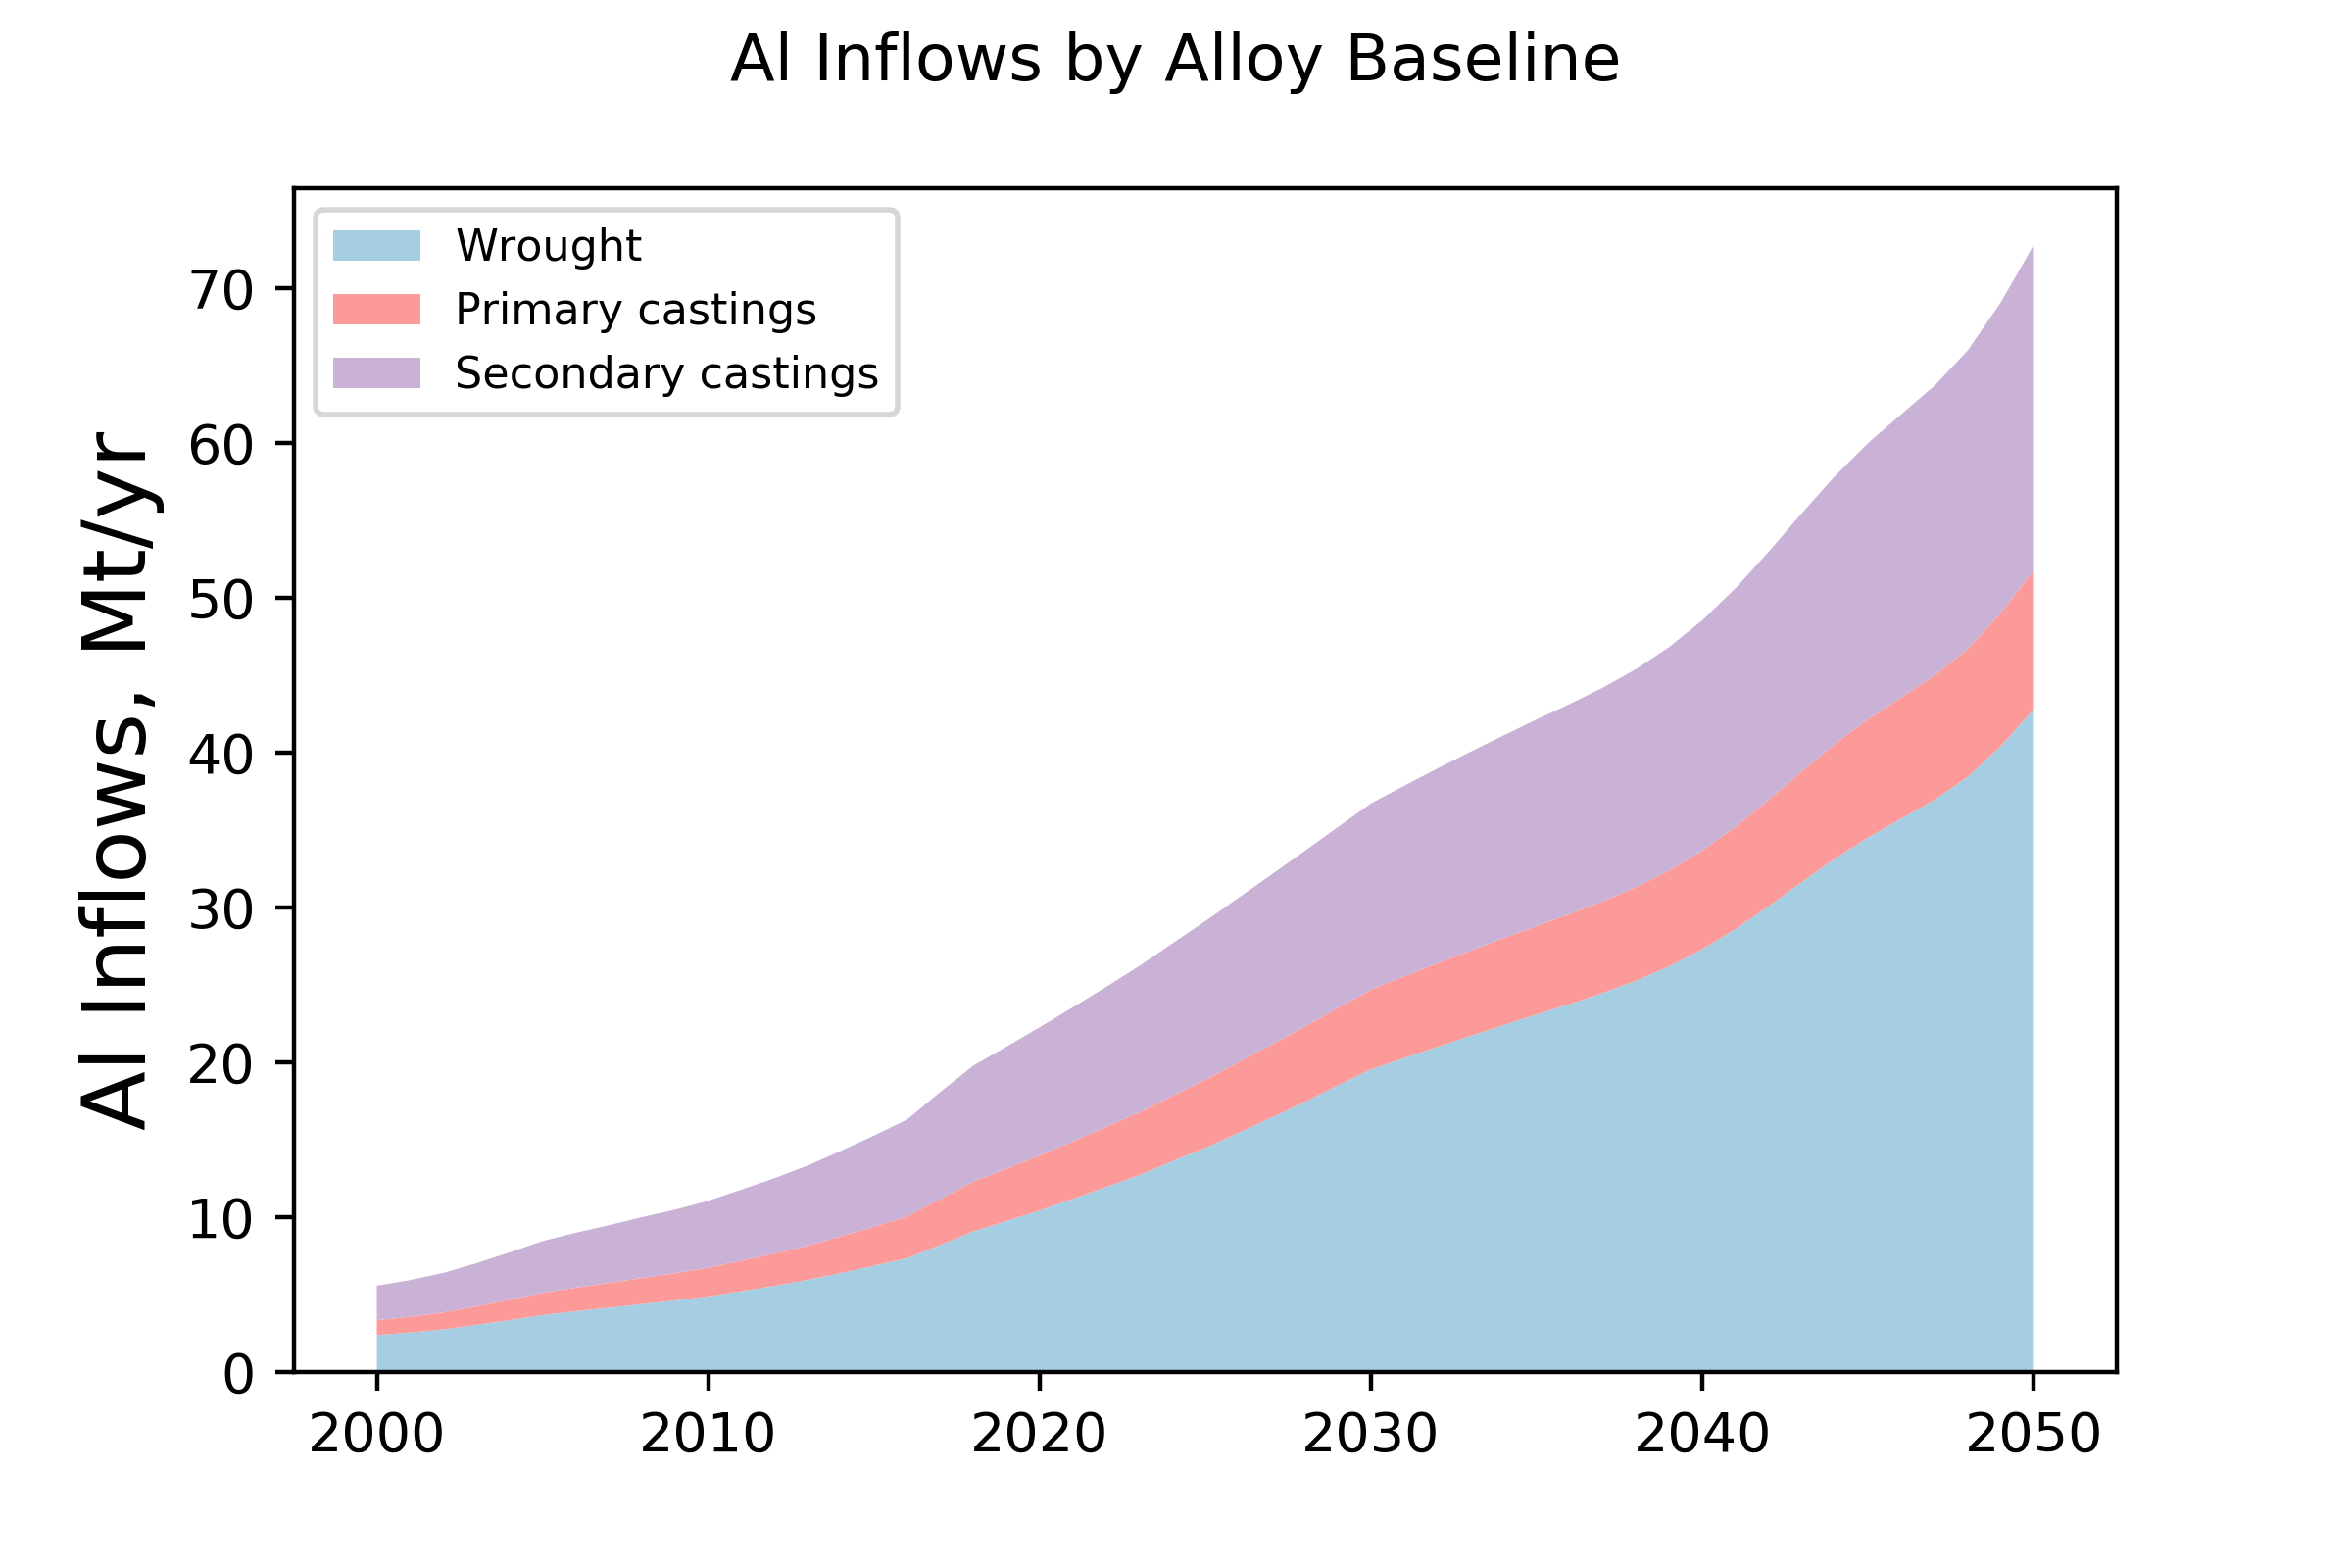 Al Inflows by Alloy Baseline
Wrought
Primary castings
Secondary castings
Al Inflows, Mt/yr
70
60
50
40
30
20
10
0
2000 2010 2020 2030 2040 2050